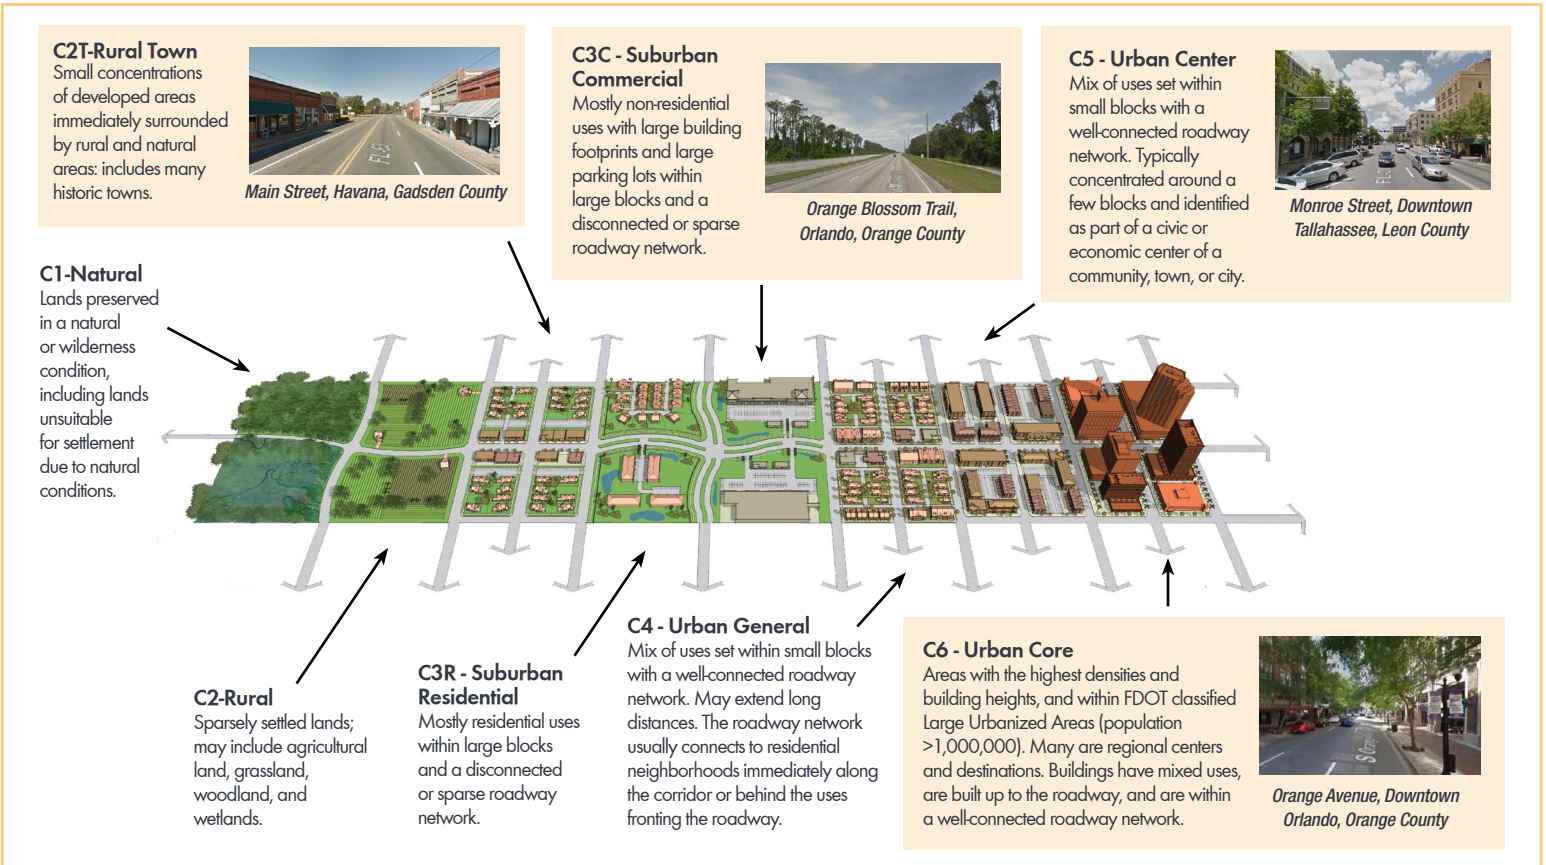 C2T-Rural Town
Small concentrations
of developed areas
immediately surrounded
by rural and natural
areas: includes many
historic towns.
Main Street, Havana, Gadsden County
C3C - Suburban
Commercial
Mostly non-residential
uses with large building
footprints and large
parking lots within
large blocks and a
disconnected or sparse
roadway network.
Orange Blossom Trail,
Orlando, Orange County
C5 - Urban Center
Mix of uses set within
small blocks with a
well-connected roadway
network. Typically
concentrated around a
few blocks and identified
as part of a civic or
economic center of a
community, town, or city.
Monroe Street, Downtown
Tallahassee, Leon County
C1-Natural
Lands preserved
in a natural
or wilderness
condition,
including lands
unsuitable
for settlement
due to natural
conditions.
C2-Rural
Sparsely settled lands;
may include agricultural
land, grassland,
woodland, and
wetlands.
C3R - Suburban
Residential
Mostly residential uses
within large blocks
and a disconnected
or sparse roadway
network.
C4 - Urban General
Mix of uses set within small blocks
with a well-connected roadway
network. May extend long
distances. The roadway network
usually connects to residential
neighborhoods immediately along
the corridor or behind the uses
fronting the roadway.
C6 - Urban Core
Areas with the highest densities and
building heights, and within FDOT classified
Large Urbanized Areas (population
>1,000,000). Many are regional centers
and destinations. Buildings have mixed uses,
are built up to the roadway, and are within
a well-connected roadway network.
Orange Avenue, Downtown
Orlando, Orange County